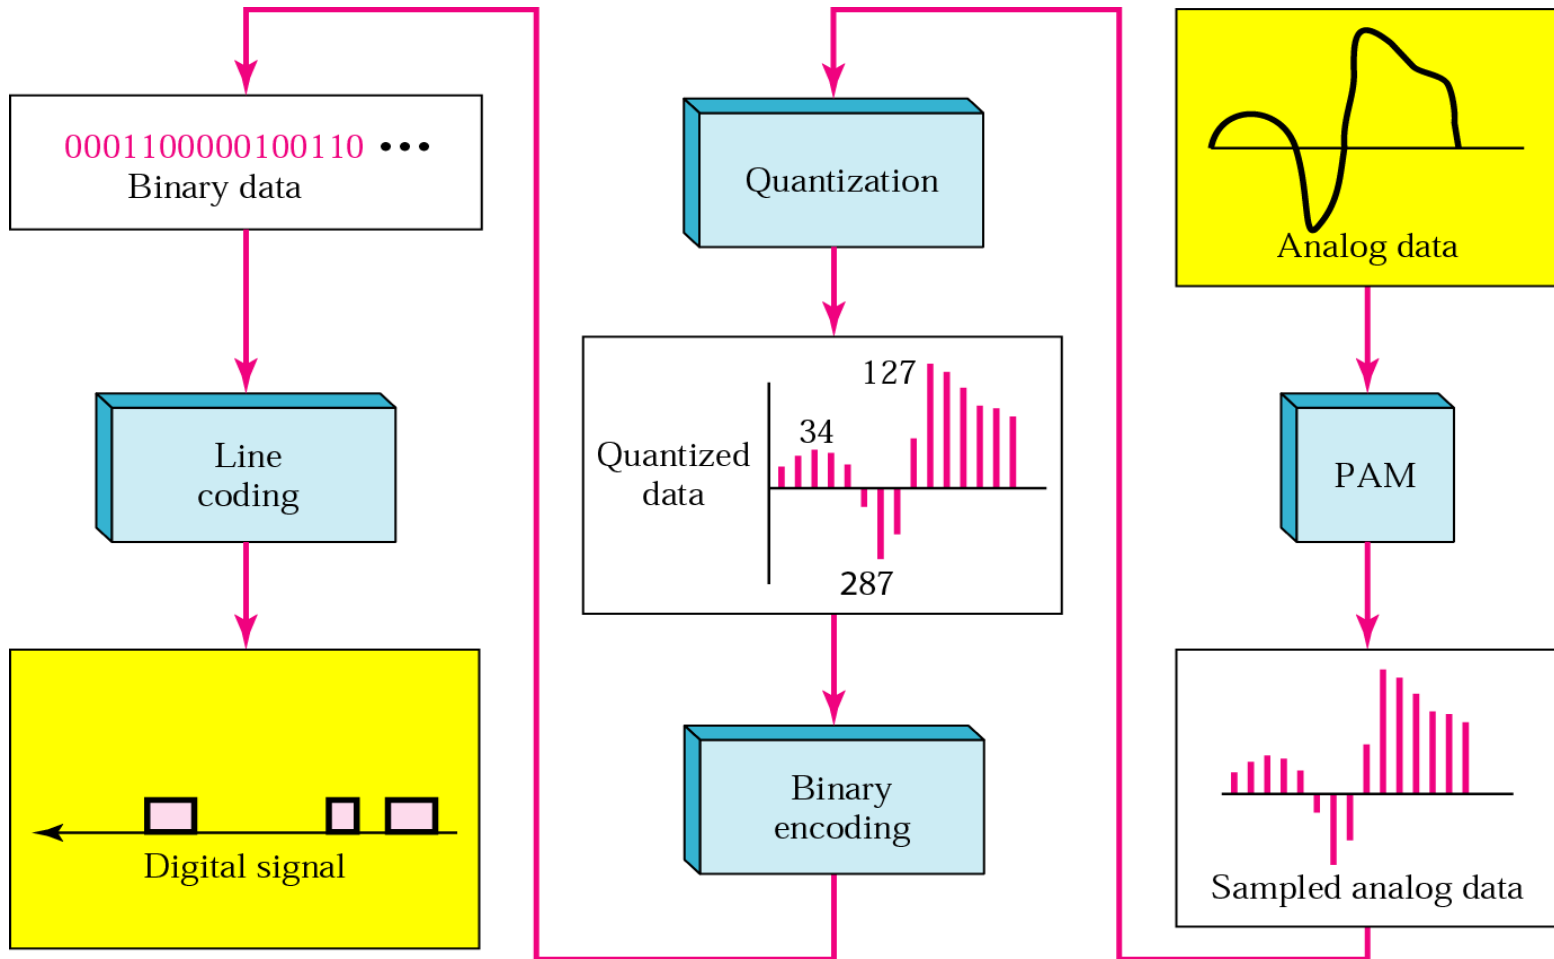 0001100000100110 •••
Binary data
Line
coding
Digital signal
Quantization
127
34
Quantized
data
287
Binary
encoding
Analog data
PAM
Sampled analog data